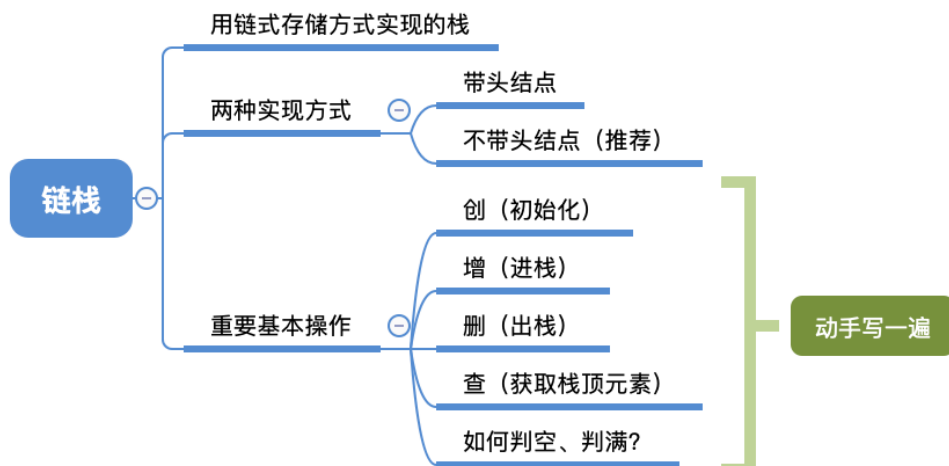 用链式存储方式实现的栈
两种实现方式
带头结点
不带头结点（推荐）
链栈
重要基本操作
创（初始化）
增（进栈）
删（出栈）
查（获取栈顶元素）
如何判空、判满？
动手写一遍